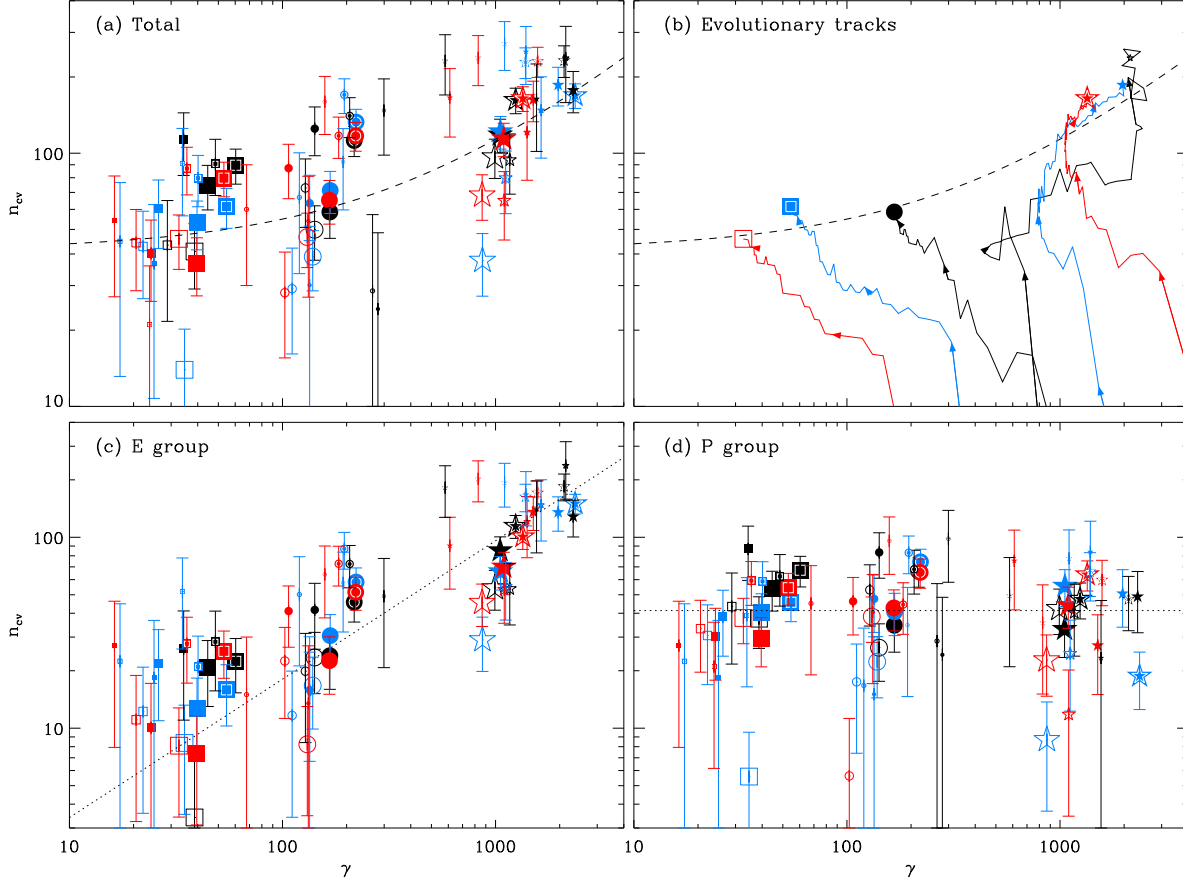 (a) Total
(b) Evolutionary tracks
100
10
n_cv
(c) E group
(d) P group
100
10
n_cv
10
100
1000
10
100
1000
γ
γ